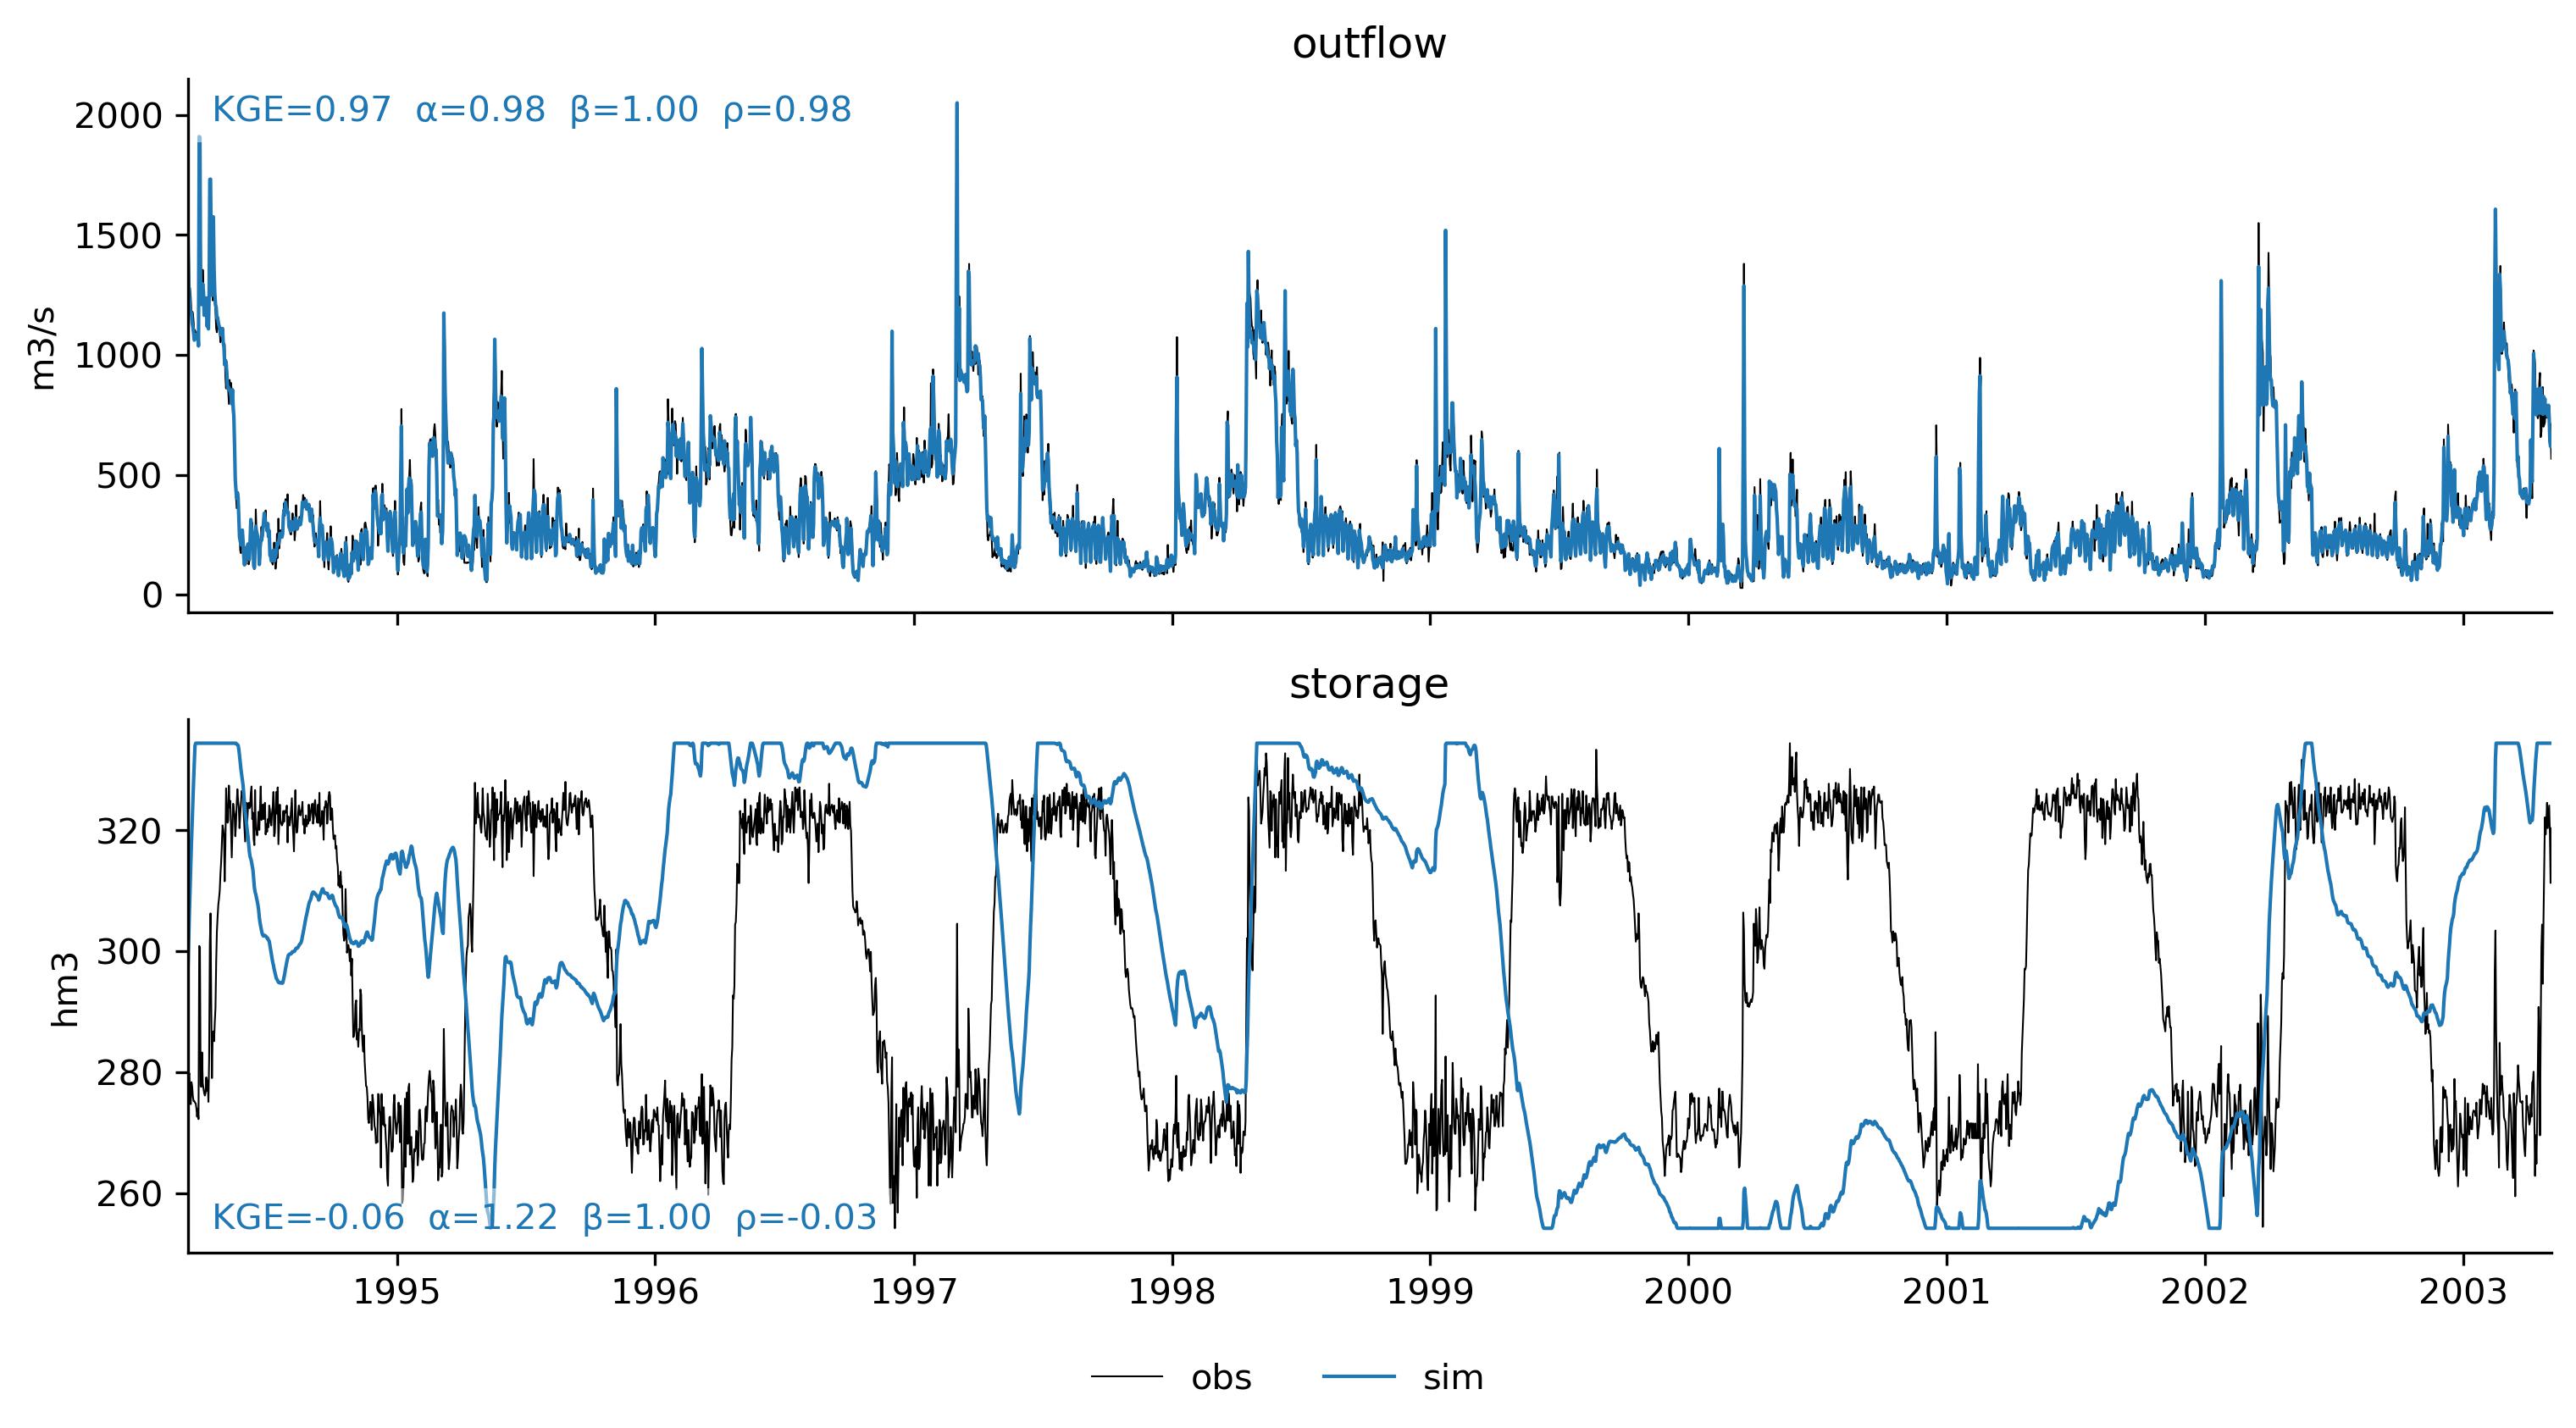 outflow
KGE=0.97 α=0.98 β=1.00 ρ=0.98
2000
1500
1000
500
0
m3/s
storage
320
300
280
260
hm3
KGE=-0.06 α=1.22 β=1.00 ρ=-0.03
1995 1996 1997 1998 1999 2000 2001 2002 2003
obs sim